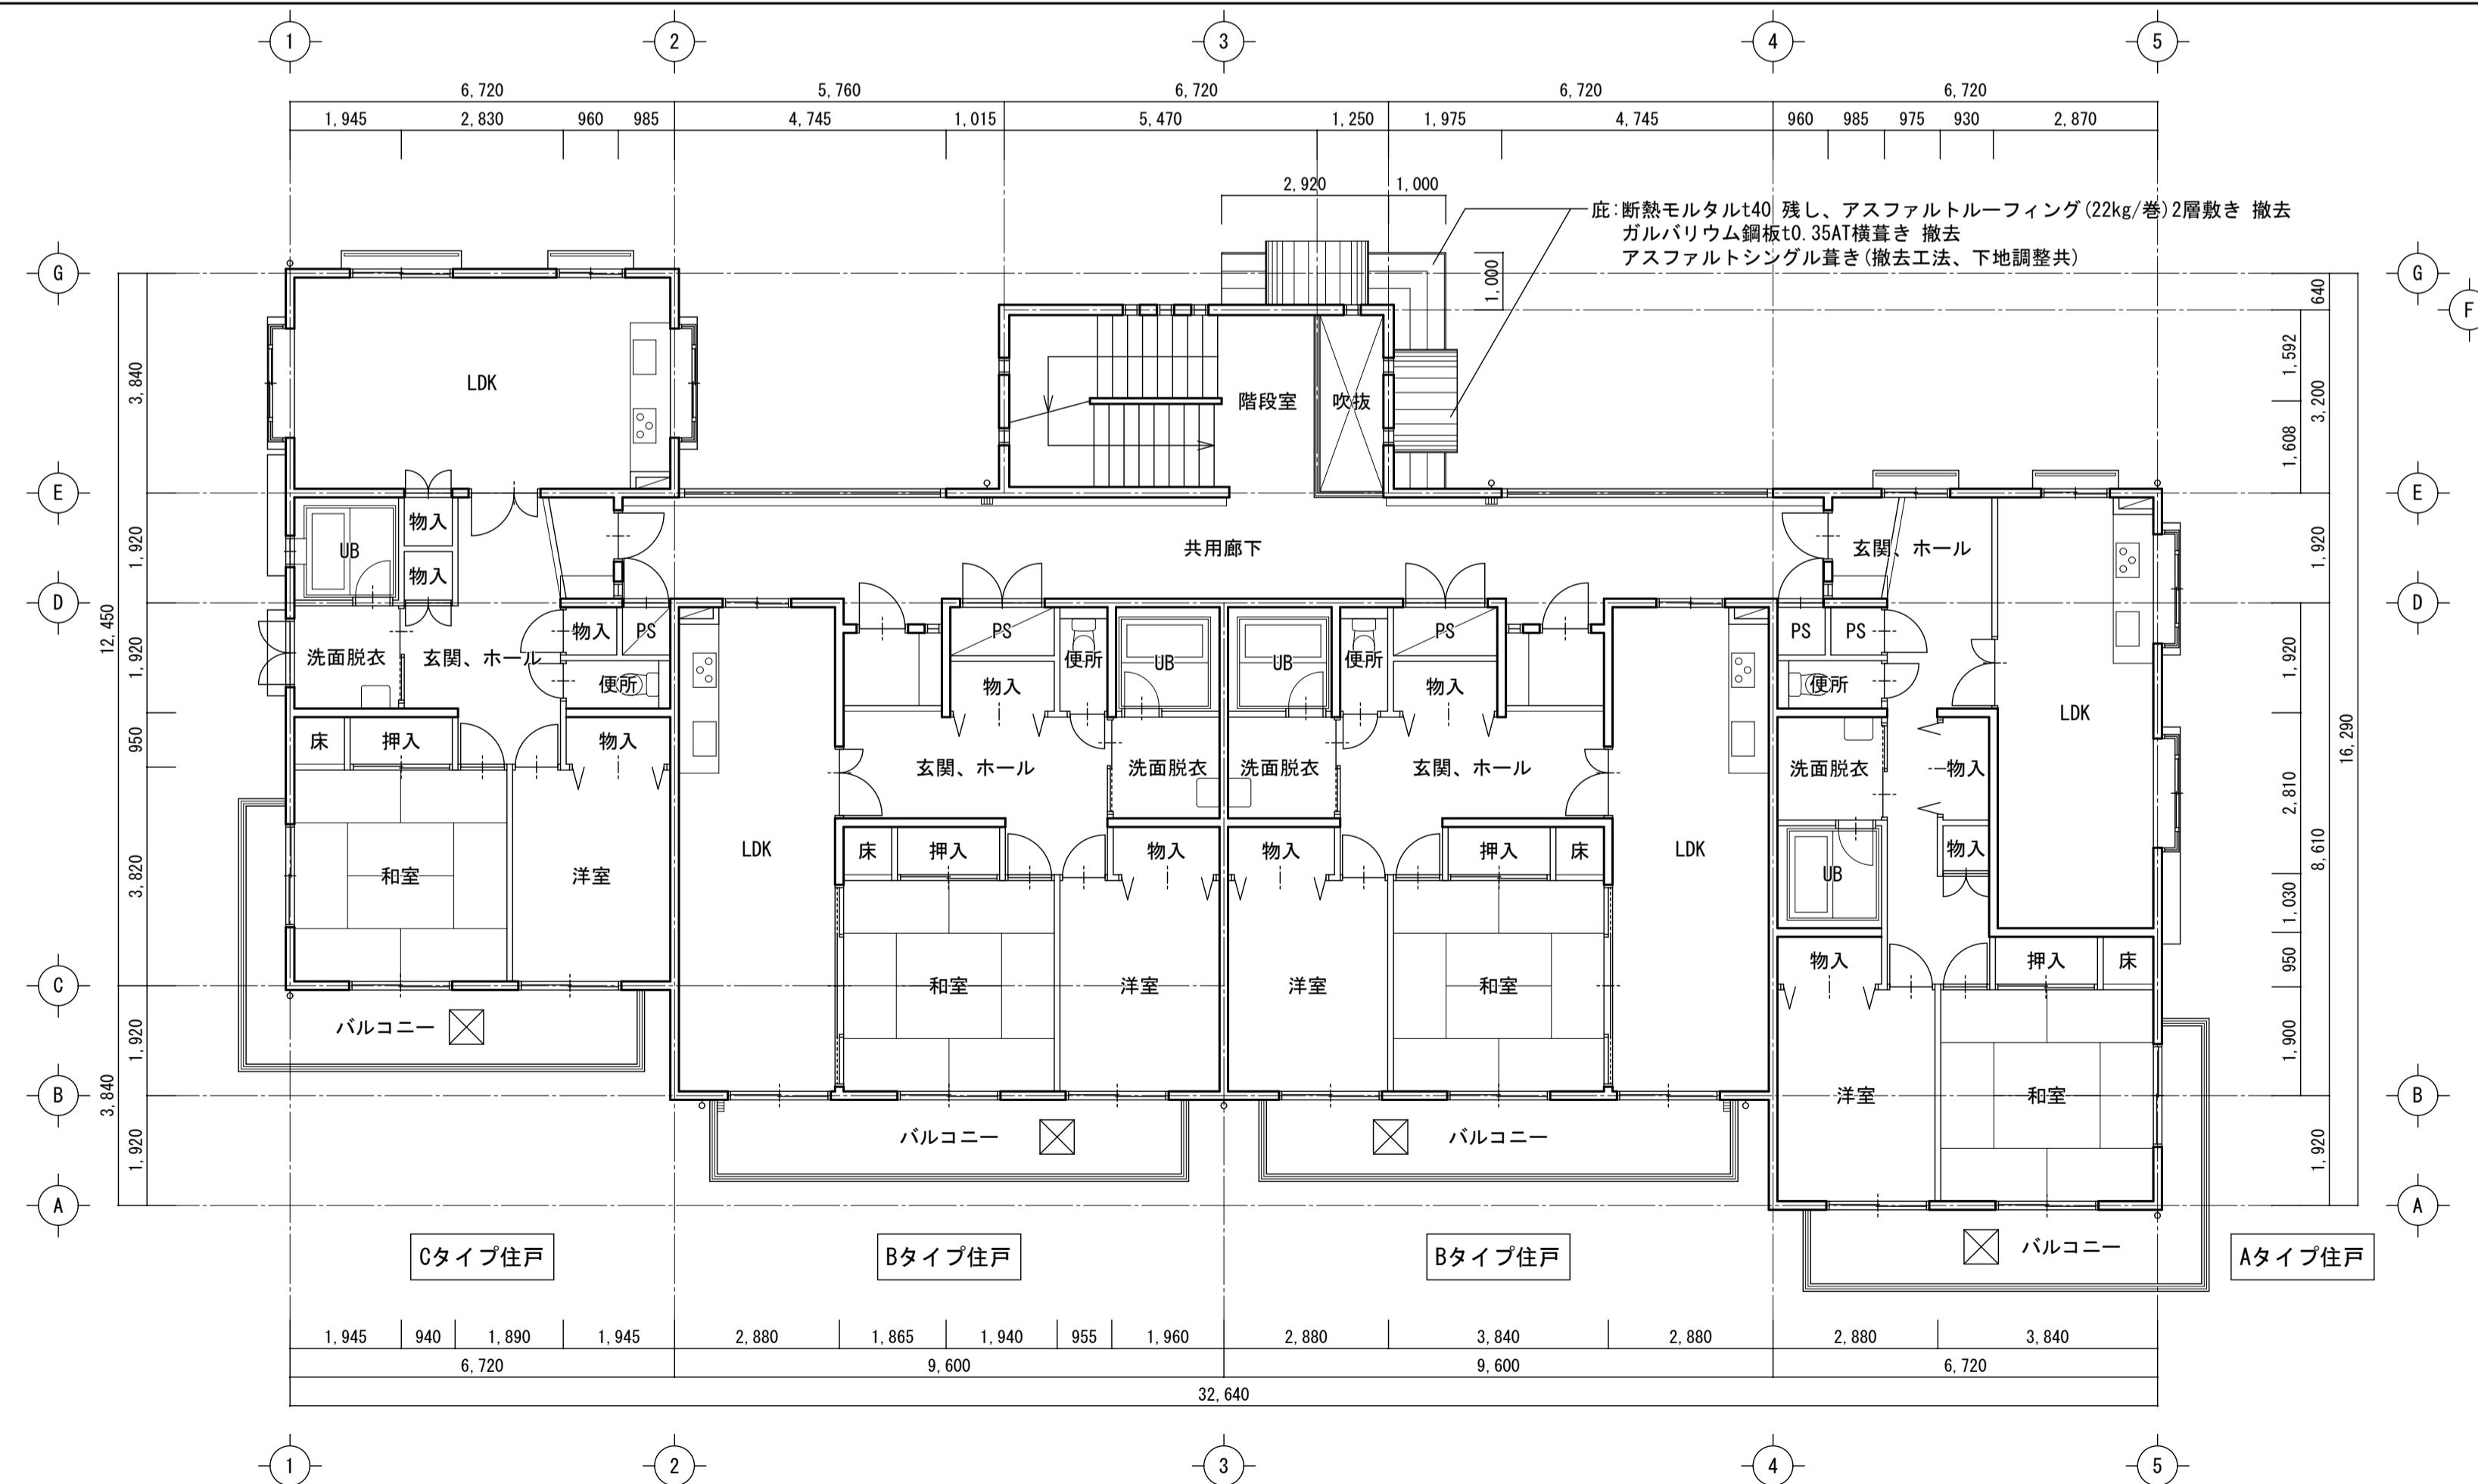 1 2 3 4 5
6,720 5,760 6,720 6,720 6,720
1,945 2,830 960 985 4,745 1,015 5,470 1,250 1,975 4,745 960 985 975 930 2,870
2,920 1,000
庇:断熱モルタルt40 残し、アスファルトルーフィング(22kg/巻)2層敷き 撤去
ガルバリウム鋼板t0.35AT横葺き 撤去
アスファルトシングル葺き(撤去工法、下地調整共)
G G
1,000
640
F
3,840
1,592
3,200
1,608
LDK 階段室 吹抜
E E
物入
UB
物入
1,920
共用廊下
玄関、ホール
1,920
D D
12,450
洗面脱衣 玄関、ホール 物入 PS
便所
1,920
PS 便所 UB UB 便所 PS
物入 物入
PS PS
便所
LDK
1,920
床 押入 物入
950
玄関、ホール 洗面脱衣 洗面脱衣 玄関、ホール
洗面脱衣 物入
2,810
16,290
和室 洋室
3,820
LDK 床 押入 物入 物入 押入 床 LDK
物入
UB
8,610
1,030
C C
和室 洋室 洋室 和室
物入 押入 床
950
バルコニー
1,920
1,900
B B
3,840
洋室 和室
バルコニー バルコニー
1,920
1,920
A A
バルコニー
Cタイプ住戸 Bタイプ住戸 Bタイプ住戸 Aタイプ住戸
1,945 940 1,890 1,945 2,880 1,865 1,940 955 1,960 2,880 3,840 2,880 2,880 3,840
6,720 9,600 9,600 6,720
32,640
1 2 3 4 5